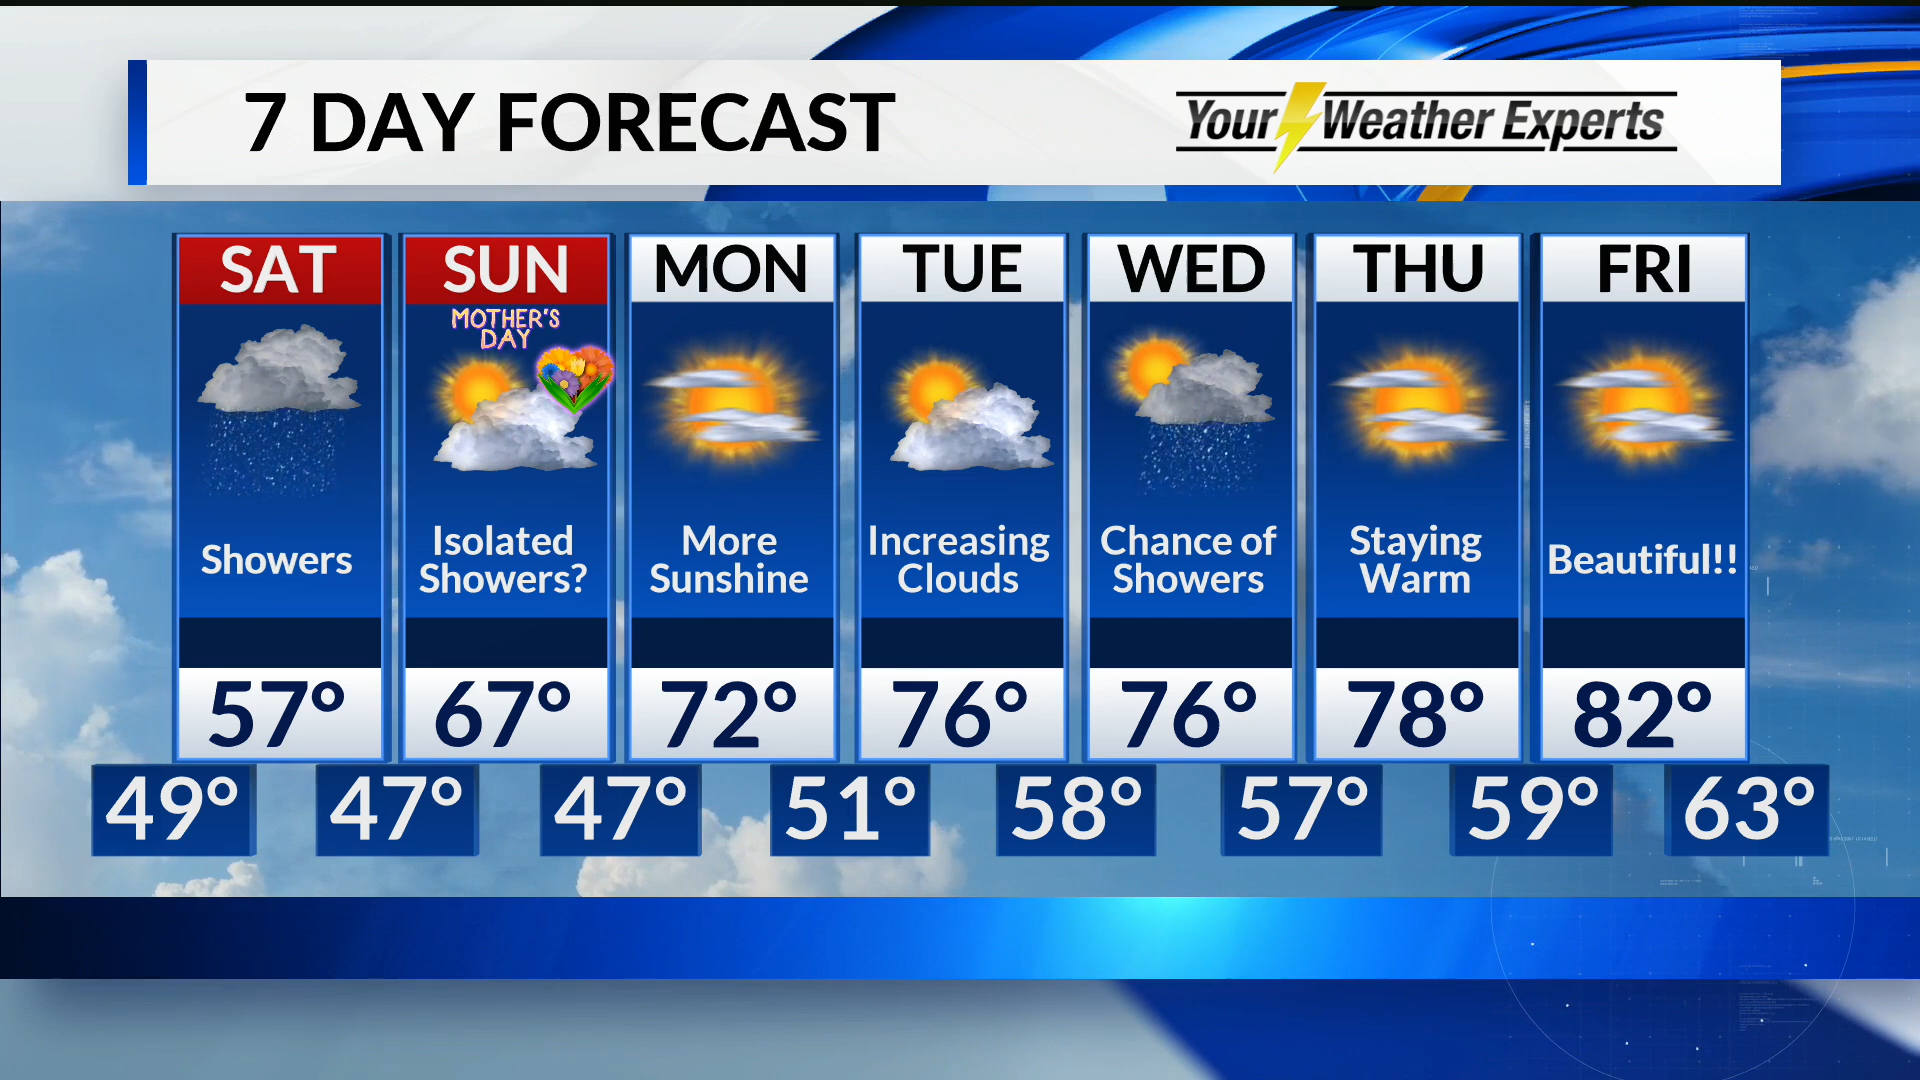 7 DAY FORECAST
Your Weather Experts
SAT
SUN
MON
TUE
WED
THU
FRI
MOTHER'S
DAY
Showers
Isolated
Showers?
More
Sunshine
Increasing
Clouds
Chance of
Showers
Staying
Warm
Beautiful!!
57°
67°
72°
76°
76°
78°
82°
49°
47°
47°
51°
58°
57°
59°
63°